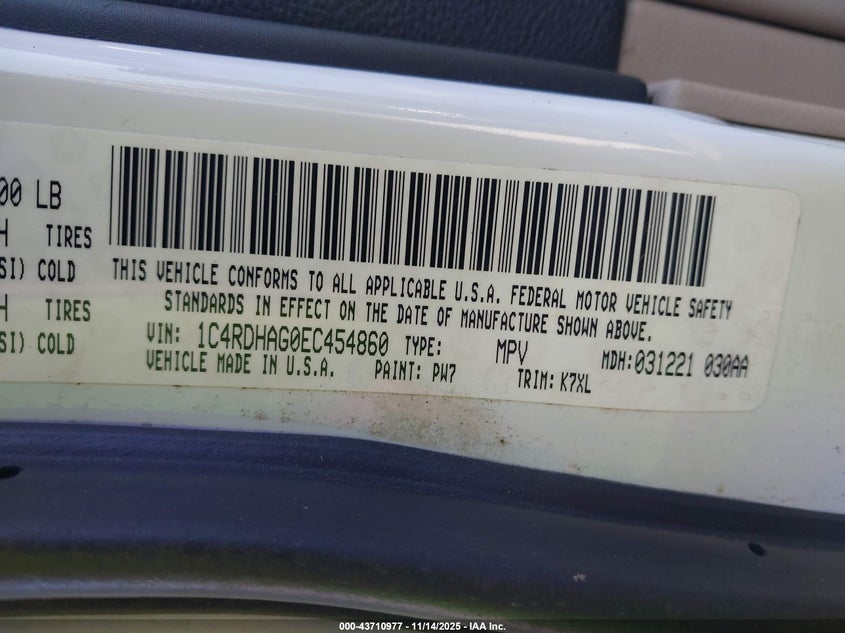 00 LB
H TIRES
SI) COLD
H TIRES
SI) COLD
THIS VEHICLE CONFORMS TO ALL APPLICABLE U.S.A. FEDERAL MOTOR VEHICLE SAFETY
STANDARDS IN EFFECT ON THE DATE OF MANUFACTURE SHOWN ABOVE.
VIN: 1C4RDHAG0EC454860 TYPE: MPV MDH:031221 030AA
VEHICLE MADE IN U.S.A. PAINT: PW7 TRIM: K7XL
000-43710977 - 11/14/2025 - IAA Inc.